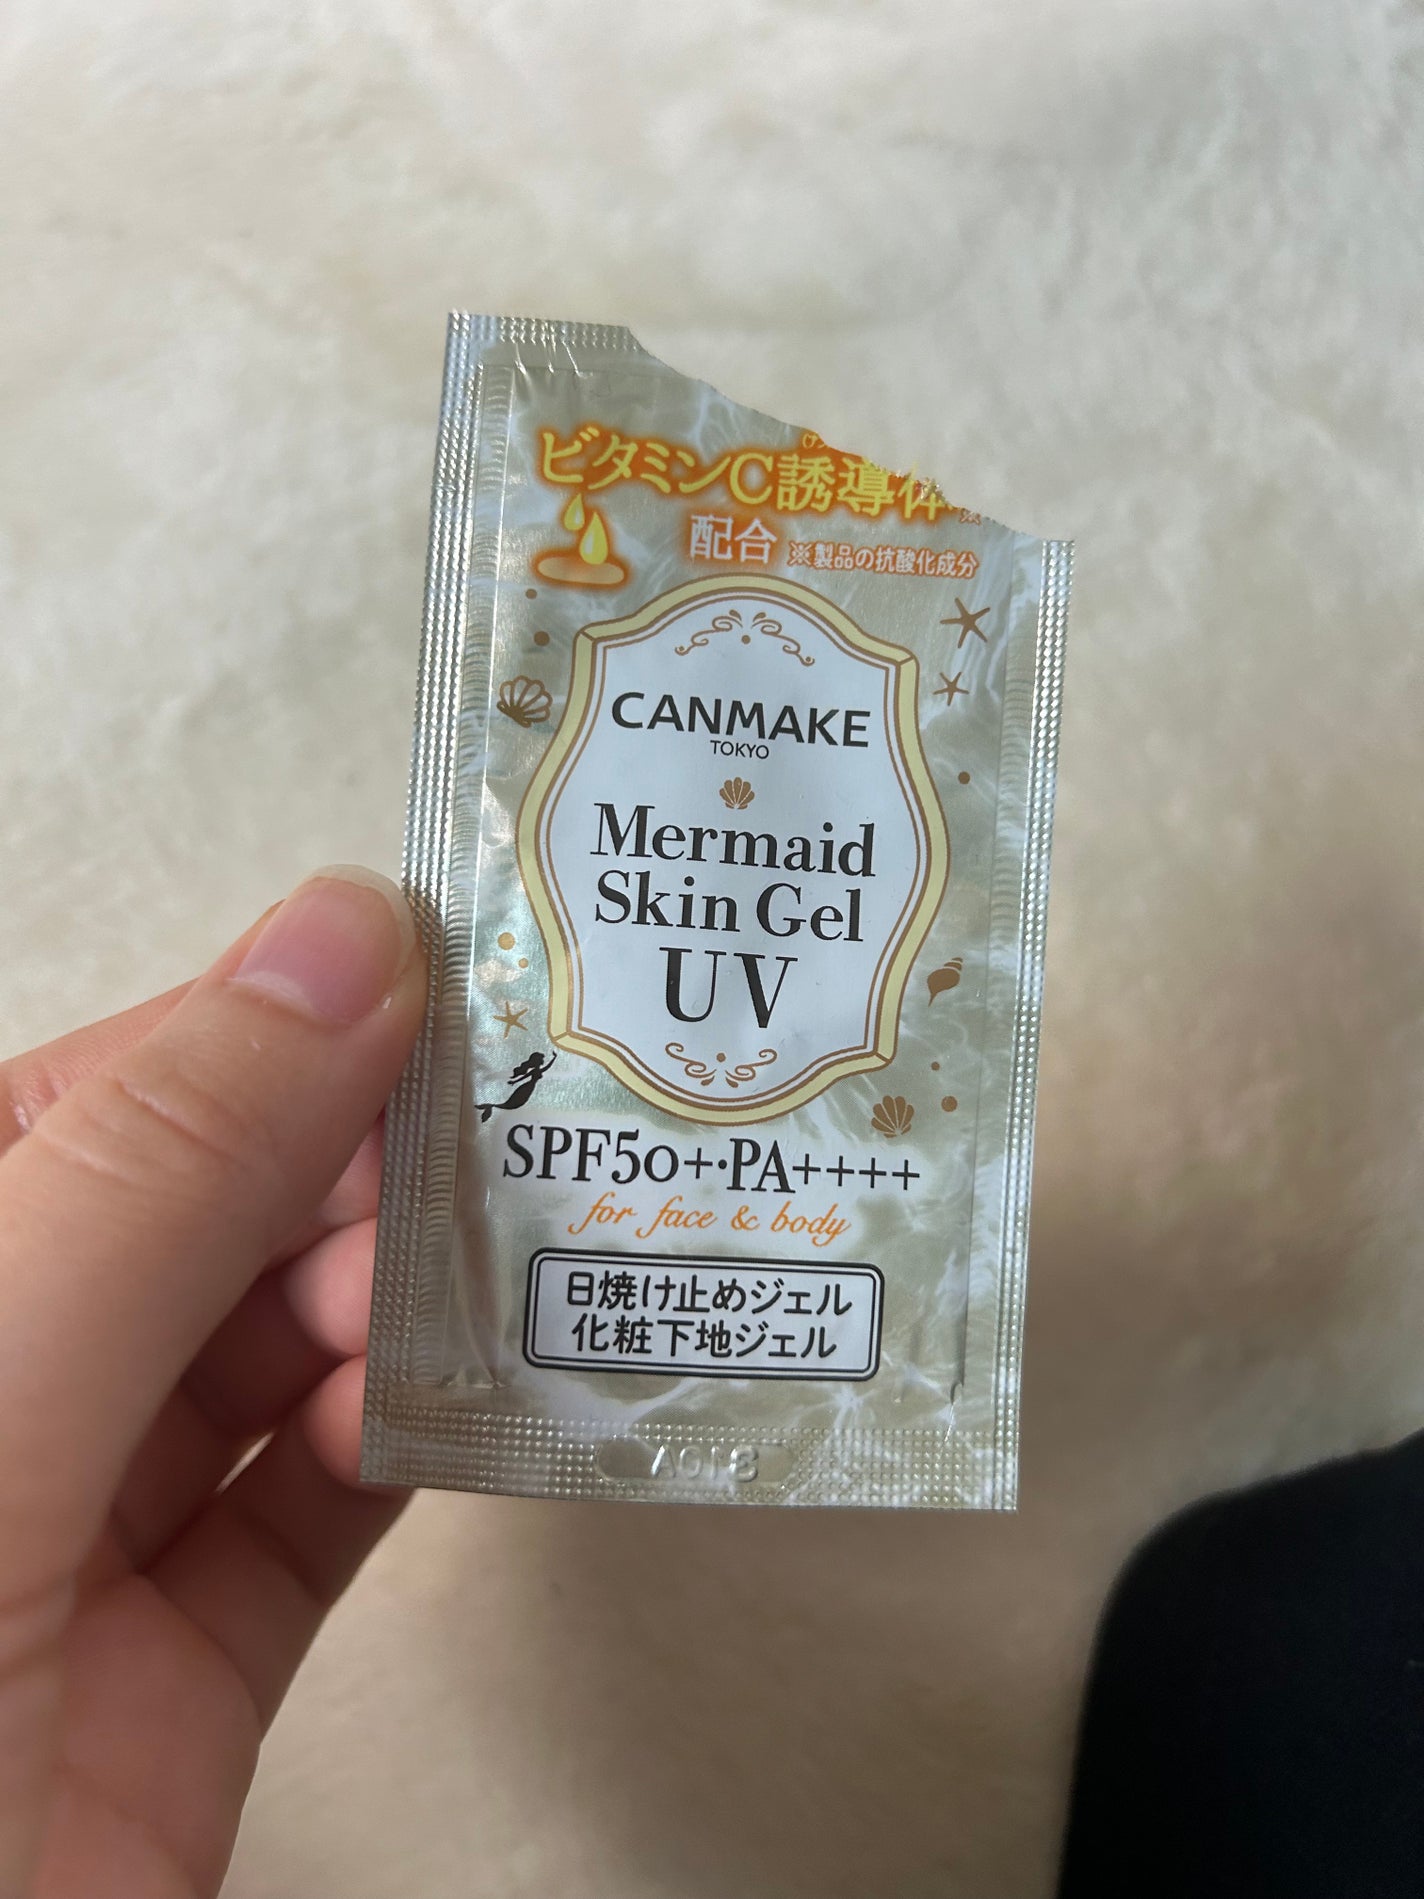 ビタミンC誘導体※
配合 ※製品の抗酸化成分
CANMAKE
TOKYO
Mermaid
Skin Gel
UV
SPF50+・PA++++
for face & body
日焼け止めジェル
化粧下地ジェル